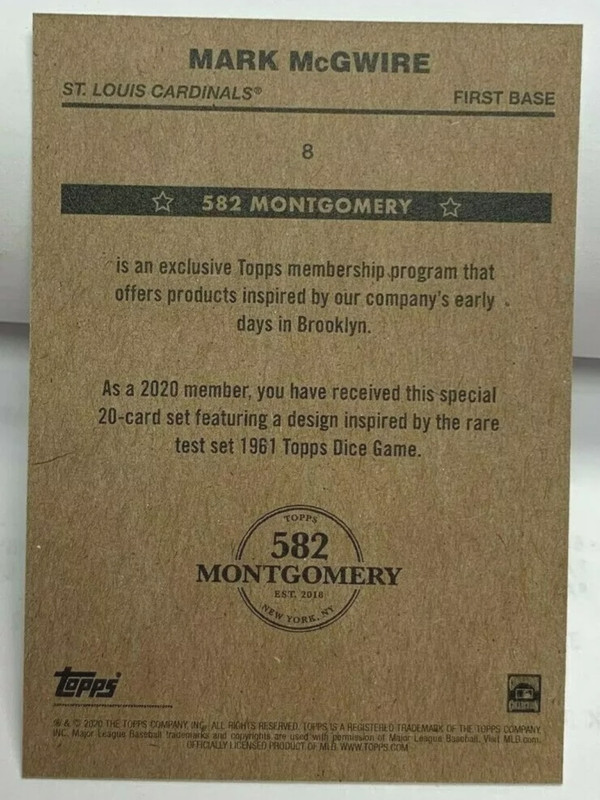 MARK McGWIRE
ST. LOUIS CARDINALS® FIRST BASE
8
582 MONTGOMERY
is an exclusive Topps membership program that
offers products inspired by our company's early
days in Brooklyn.
As a 2020 member, you have received this special
20-card set featuring a design inspired by the rare
test set 1961 Topps Dice Game.
TOPPS
582
MONTGOMERY
EST. 2018
NEW YORK, NY
Topps
® & © 2020 THE TOPPS COMPANY, INC. ALL RIGHTS RESERVED. TOPPS IS A REGISTERED TRADEMARK OF THE TOPPS COMPANY,
INC. Major League Baseball trademarks and copyrights are used with permission of Major League Baseball. Visit MLB.com.
OFFICIALLY LICENSED PRODUCT OF MLB. WWW.TOPPS.COM